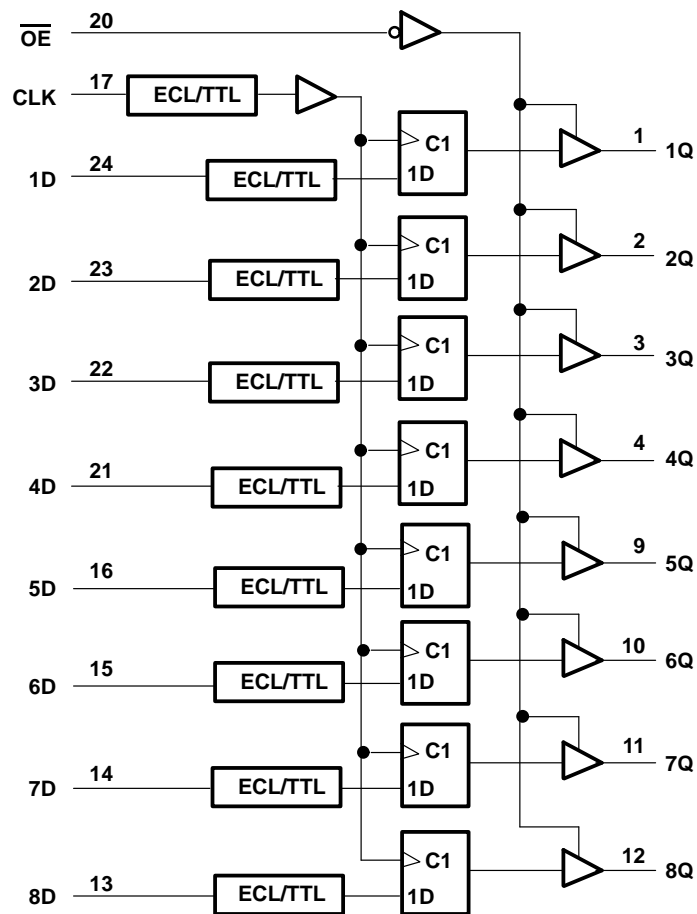 OE 20
CLK 17 ECL/TTL
C1
1D 24 ECL/TTL 1D 1 1Q
C1
2D 23 ECL/TTL 1D 2 2Q
C1
3D 22 ECL/TTL 1D 3 3Q
C1
4D 21 ECL/TTL 1D 4 4Q
C1
5D 16 ECL/TTL 1D 9 5Q
C1
6D 15 ECL/TTL 1D 10 6Q
C1
7D 14 ECL/TTL 1D 11 7Q
C1
8D 13 ECL/TTL 1D 12 8Q